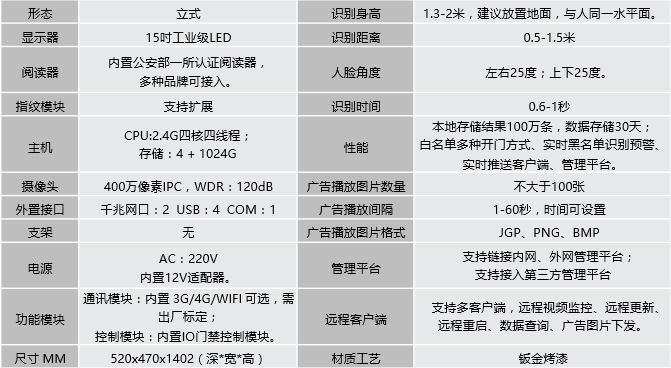 形态 立式 识别身高 1.3-2米，建议放置地面，与人同一水平面。
显示器 15吋工业级LED 识别距离 0.5-1.5米
阅读器 内置公安部一所认证阅读器，
多种品牌可接入。 人脸角度 左右25度；上下25度。
指纹模块 支持扩展 识别时间 0.6-1秒
主机 CPU:2.4G四核四线程；
存储：4 + 1024G 性能 本地存储结果100万条，数据存储30天；
白名单多种开门方式、实时黑名单识别预警、
实时推送客户端、管理平台。
摄像头 400万像素IPC，WDR：120dB 广告播放图片数量 不大于100张
外置接口 千兆网口：2 USB：4 COM：1 广告播放间隔 1-60秒，时间可设置
支架 无 广告播放图片格式 JGP、PNG、BMP
电源 AC：220V
内置12V适配器。 管理平台 支持链接内网、外网管理平台；
支持接入第三方管理平台
功能模块 通讯模块：内置 3G/4G/WIFI 可选，需
出厂标定；
控制模块：内置IO门禁控制模块。 远程客户端 支持多客户端，远程视频监控、远程更新、
远程重启、数据查询、广告图片下发。
尺寸 MM 520x470x1402（深*宽*高） 材质工艺 钣金烤漆